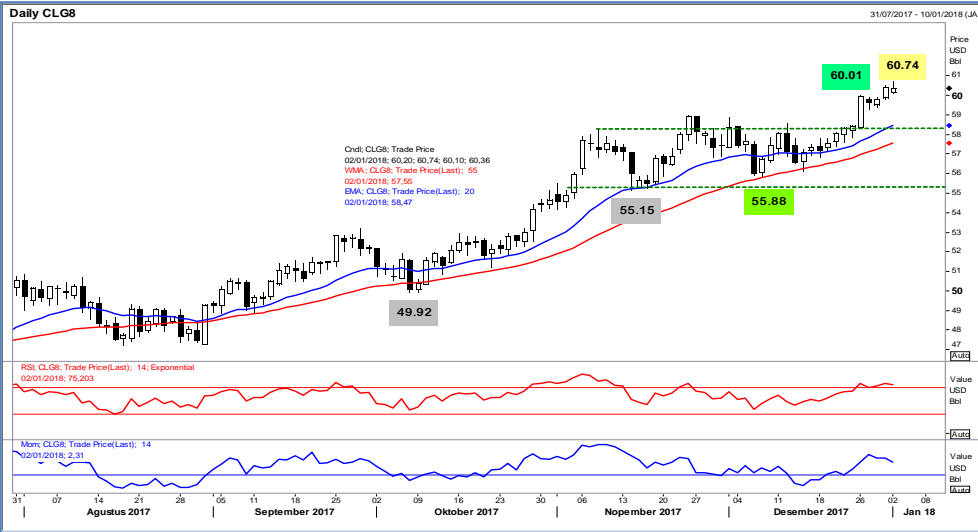 Daily CLG8
31/07/2017 - 10/01/2018 (JA
Price
USD
Bbl
60.01
60.74
61
60
59
58
57
56
55
54
53
52
51
50
49
48
47
Auto
Cndl; CLG8; Trade Price
02/01/2018; 60,20; 60,74; 60,10; 60,36
WMA; CLG8; Trade Price(Last); 55
02/01/2018; 57,55
EMA; CLG8; Trade Price(Last); 20
02/01/2018; 58,47
55.15
55.88
49.92
RSI; CLG8; Trade Price(Last); 14; Exponential
02/01/2018; 75,203
Value
USD
Bbl
Auto
Mom; CLG8; Trade Price(Last); 14
02/01/2018; 2,31
Value
USD
Bbl
Auto
31 07 14 21 28 05 11 18 25 02 09 16 23 30 06 13 20 27 04 11 18 26 02 08
Agustus 2017 September 2017 Oktober 2017 Nopember 2017 Desember 2017 Jan 18